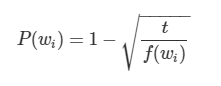 P(w_i) = 1 - \sqrt{\frac{t}{f(w_i)}}